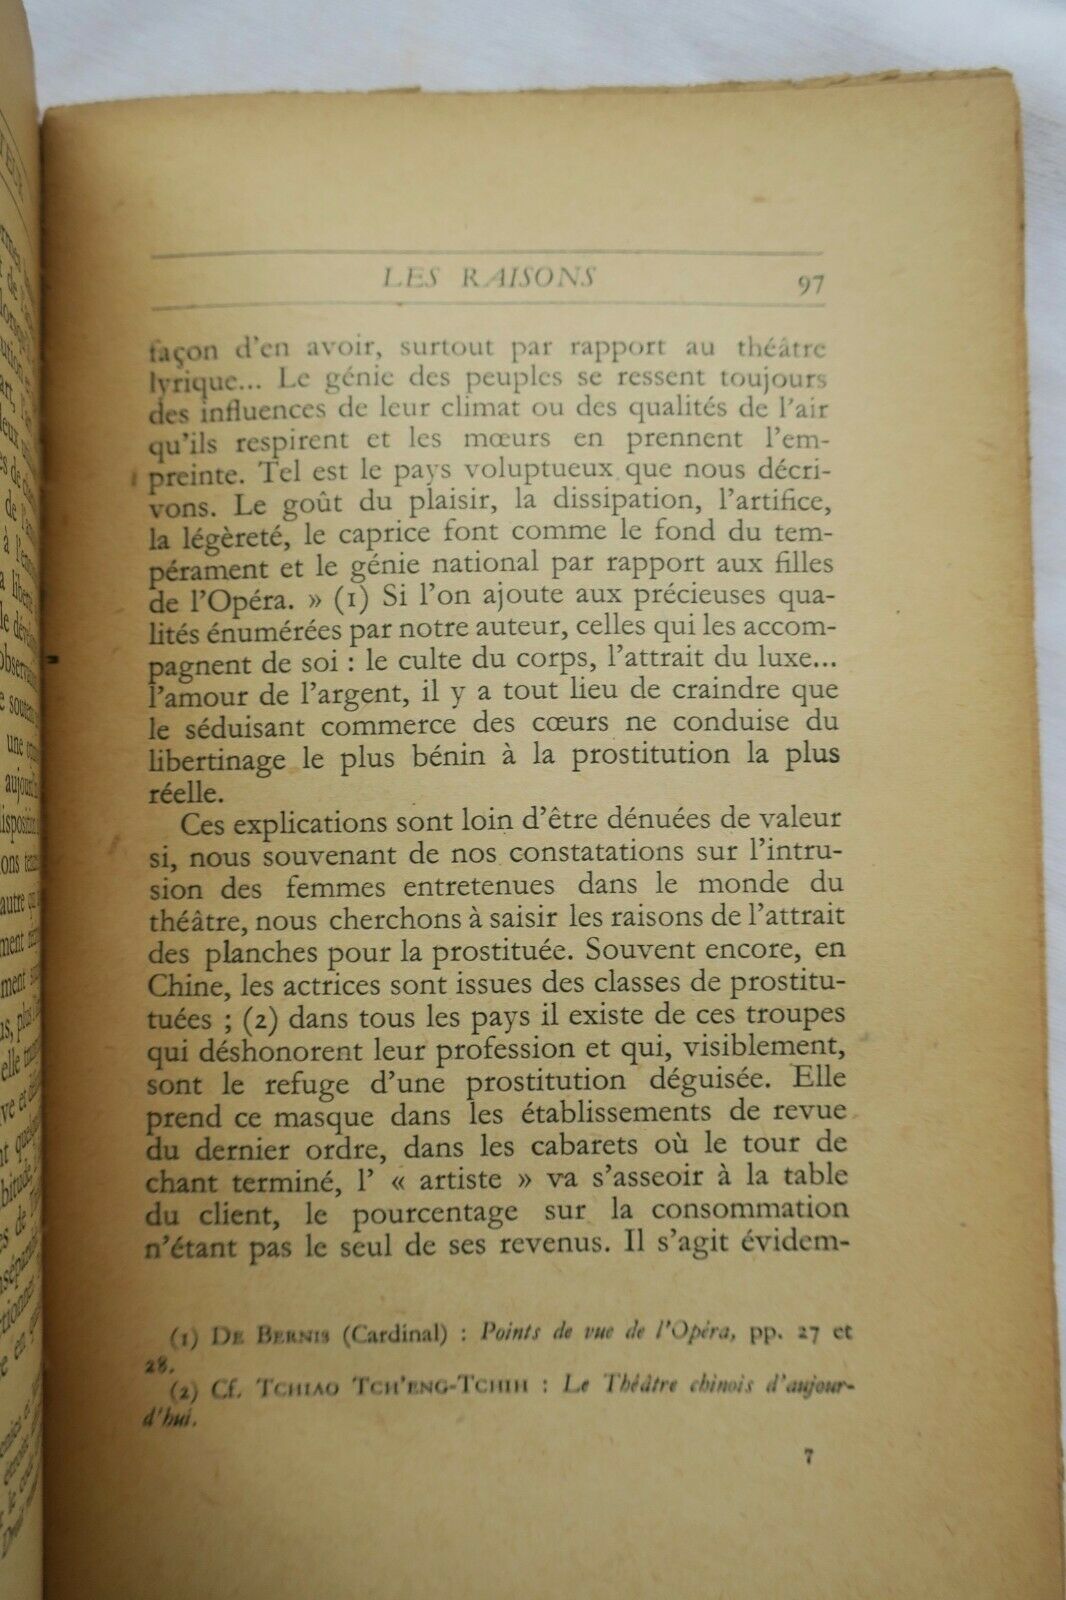 LES RAISONS 97
façon d'en avoir, surtout par rapport au théâtre
lyrique... Le génie des peuples se ressent toujours
des influences de leur climat ou des qualités de l'air
qu'ils respirent et les mœurs en prennent l'em-
preinte. Tel est le pays voluptueux que nous décri-
vons. Le goût du plaisir, la dissipation, l'artifice,
la légèreté, le caprice font comme le fond du tem-
pérament et le génie national par rapport aux filles
de l'Opéra. » (1) Si l'on ajoute aux précieuses qua-
lités énumérées par notre auteur, celles qui les accom-
pagnent de soi : le culte du corps, l'attrait du luxe...
l'amour de l'argent, il y a tout lieu de craindre que
le séduisant commerce des cœurs ne conduise du
libertinage le plus bénin à la prostitution la plus
réelle.
Ces explications sont loin d'être dénuées de valeur
si, nous souvenant de nos constatations sur l'intru-
sion des femmes entretenues dans le monde du
théâtre, nous cherchons à saisir les raisons de l'attrait
des planches pour la prostituée. Souvent encore, en
Chine, les actrices sont issues des classes de prostitu-
tuées ; (2) dans tous les pays il existe de ces troupes
qui déshonorent leur profession et qui, visiblement,
sont le refuge d'une prostitution déguisée. Elle
prend ce masque dans les établissements de revue
du dernier ordre, dans les cabarets où le tour de
chant terminé, l' « artiste » va s'asseoir à la table
du client, le pourcentage sur la consommation
n'étant pas le seul de ses revenus. Il s'agit évidem-
(1) DE BERNIS (Cardinal) : Points de vue de l'Opéra, pp. 27 et
28.
(2) Cf. TCHIAO TCH'ENG-TCHIH : Le Théâtre chinois d'aujour-
d'hui.
7